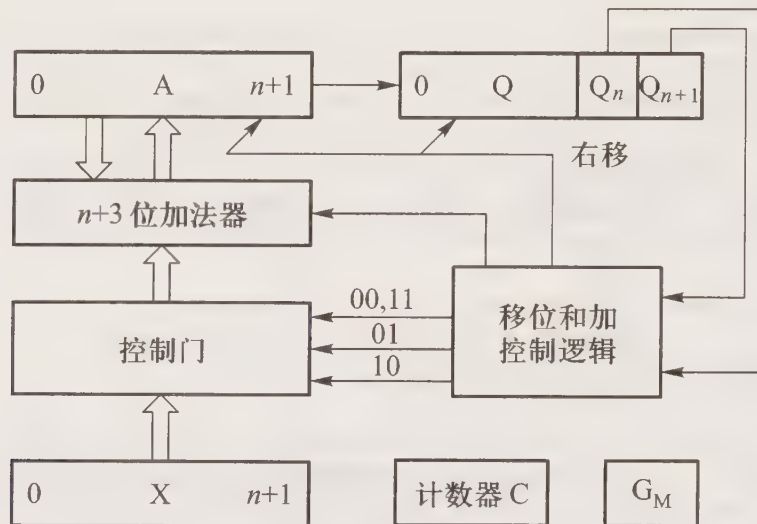 0 A n+1
0 Q Qn Qn+1
右移
n+3 位加法器
00,11
01
10
控制门
移位和加
控制逻辑
0 X n+1
计数器 C
GM